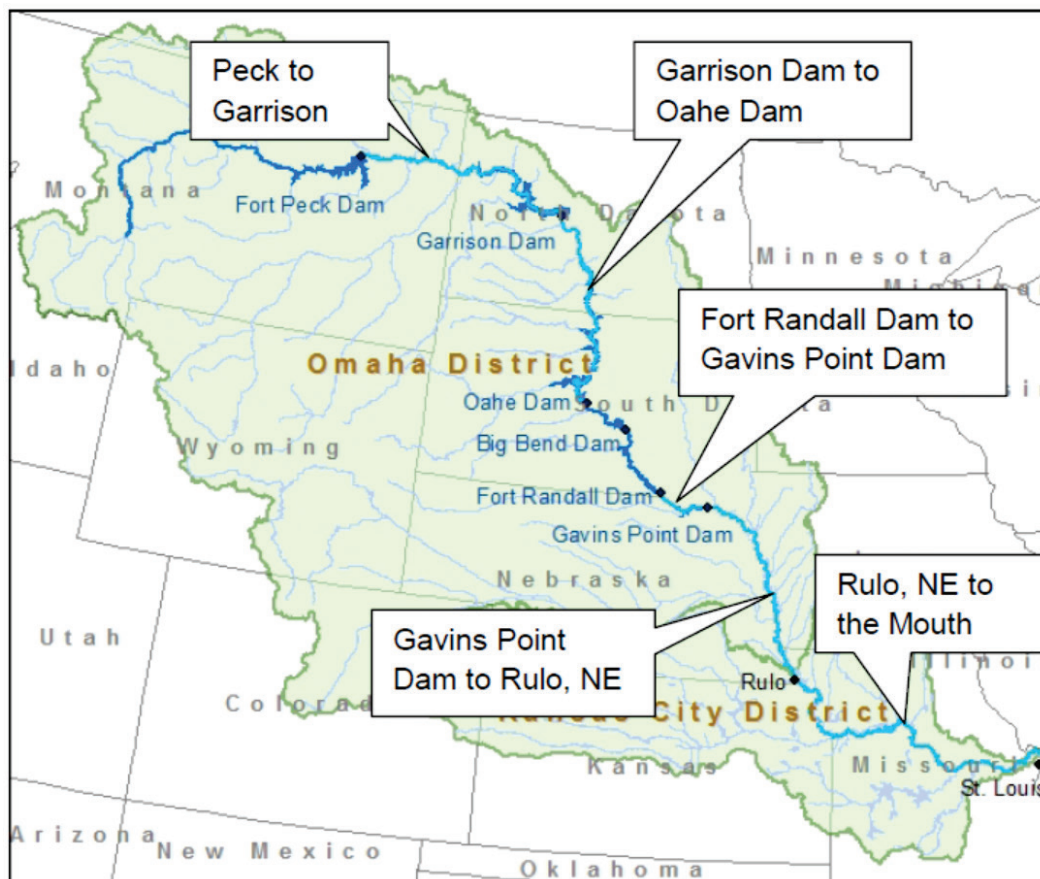 Peck to
Garrison
Garrison Dam to
Oahe Dam
Montana
Fort Peck Dam
North Dakota
Garrison Dam
Minnesota
Fort Randall Dam to
Gavins Point Dam
Idaho
Omaha District
Oahe Dam
South Dakota
Wyoming
Big Bend Dam
Fort Randall Dam
Gavins Point Dam
Nebraska
Rulo, NE to
the Mouth
Utah
Gavins Point
Dam to Rulo, NE
Illinoi
Rulo
Colorad
Kansas City District
Kansas
Missouri
St. Louis
Arizona
New Mexico
Oklahoma